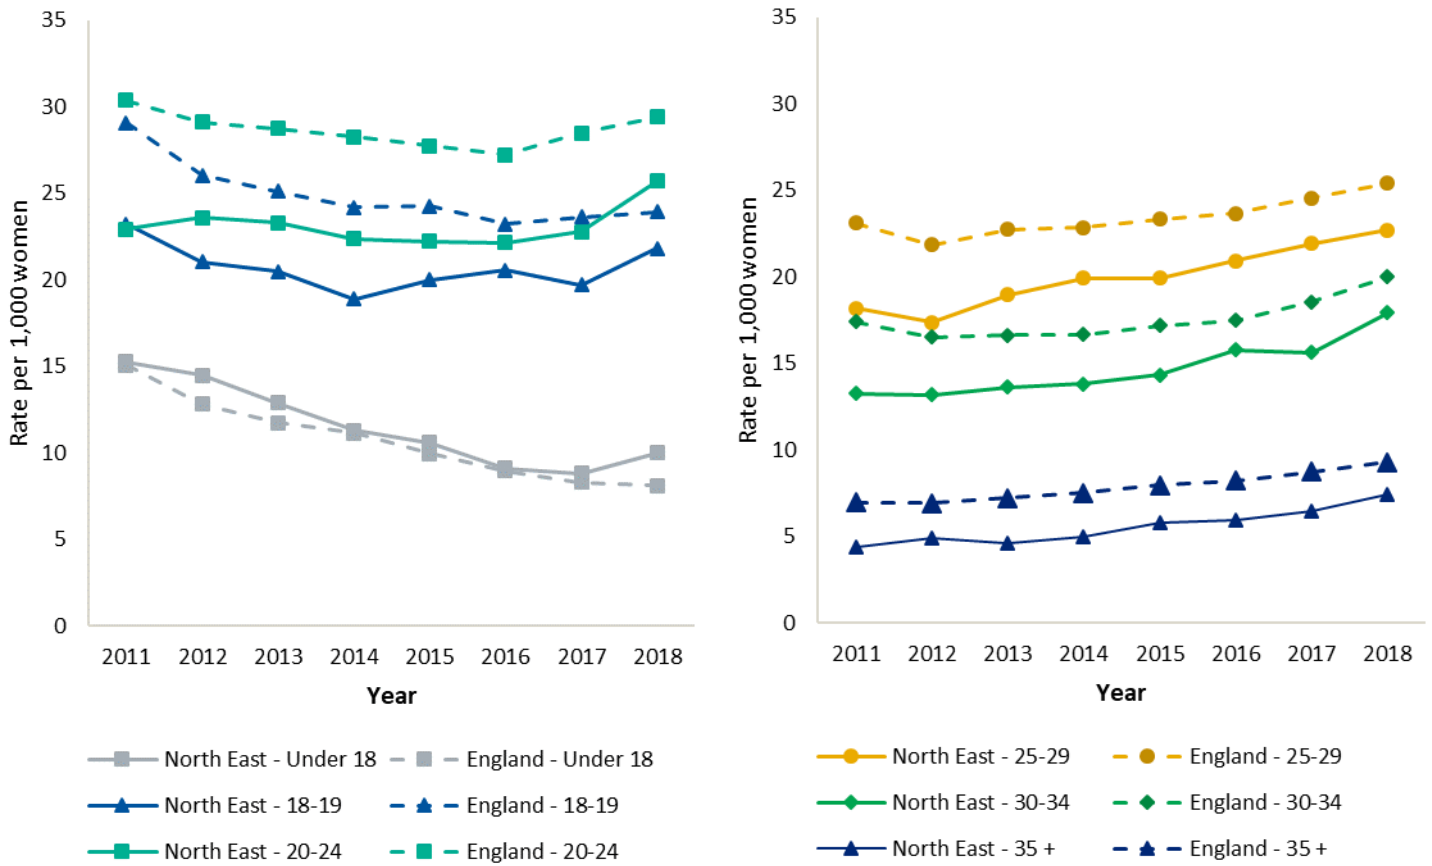 35
30
25
20
15
10
5
0
Rate per 1,000 women
2011 2012 2013 2014 2015 2016 2017 2018
Year
North East - Under 18 England - Under 18
North East - 18-19 England - 18-19
North East - 20-24 England - 20-24
35
30
25
20
15
10
5
0
Rate per 1,000 women
2011 2012 2013 2014 2015 2016 2017 2018
Year
North East - 25-29 England - 25-29
North East - 30-34 England - 30-34
North East - 35 + England - 35 +